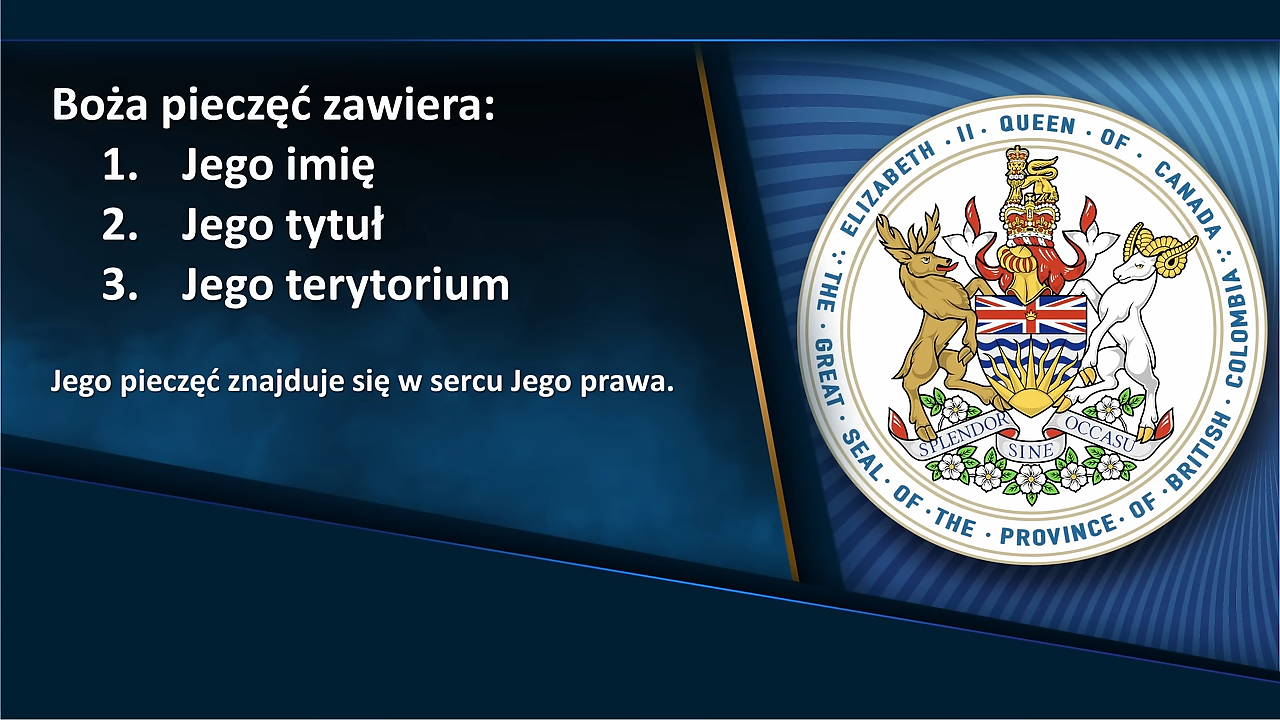 Boża pieczęć zawiera:
1. Jego imię
2. Jego tytuł
3. Jego terytorium
Jego pieczęć znajduje się w sercu Jego prawa.
ELIZABETH · II · QUEEN · OF · CANADA
THE · GREAT · SEAL · OF · THE · PROVINCE · OF · BRITISH · COLOMBIA
SPLENDOR SINE OCCASU